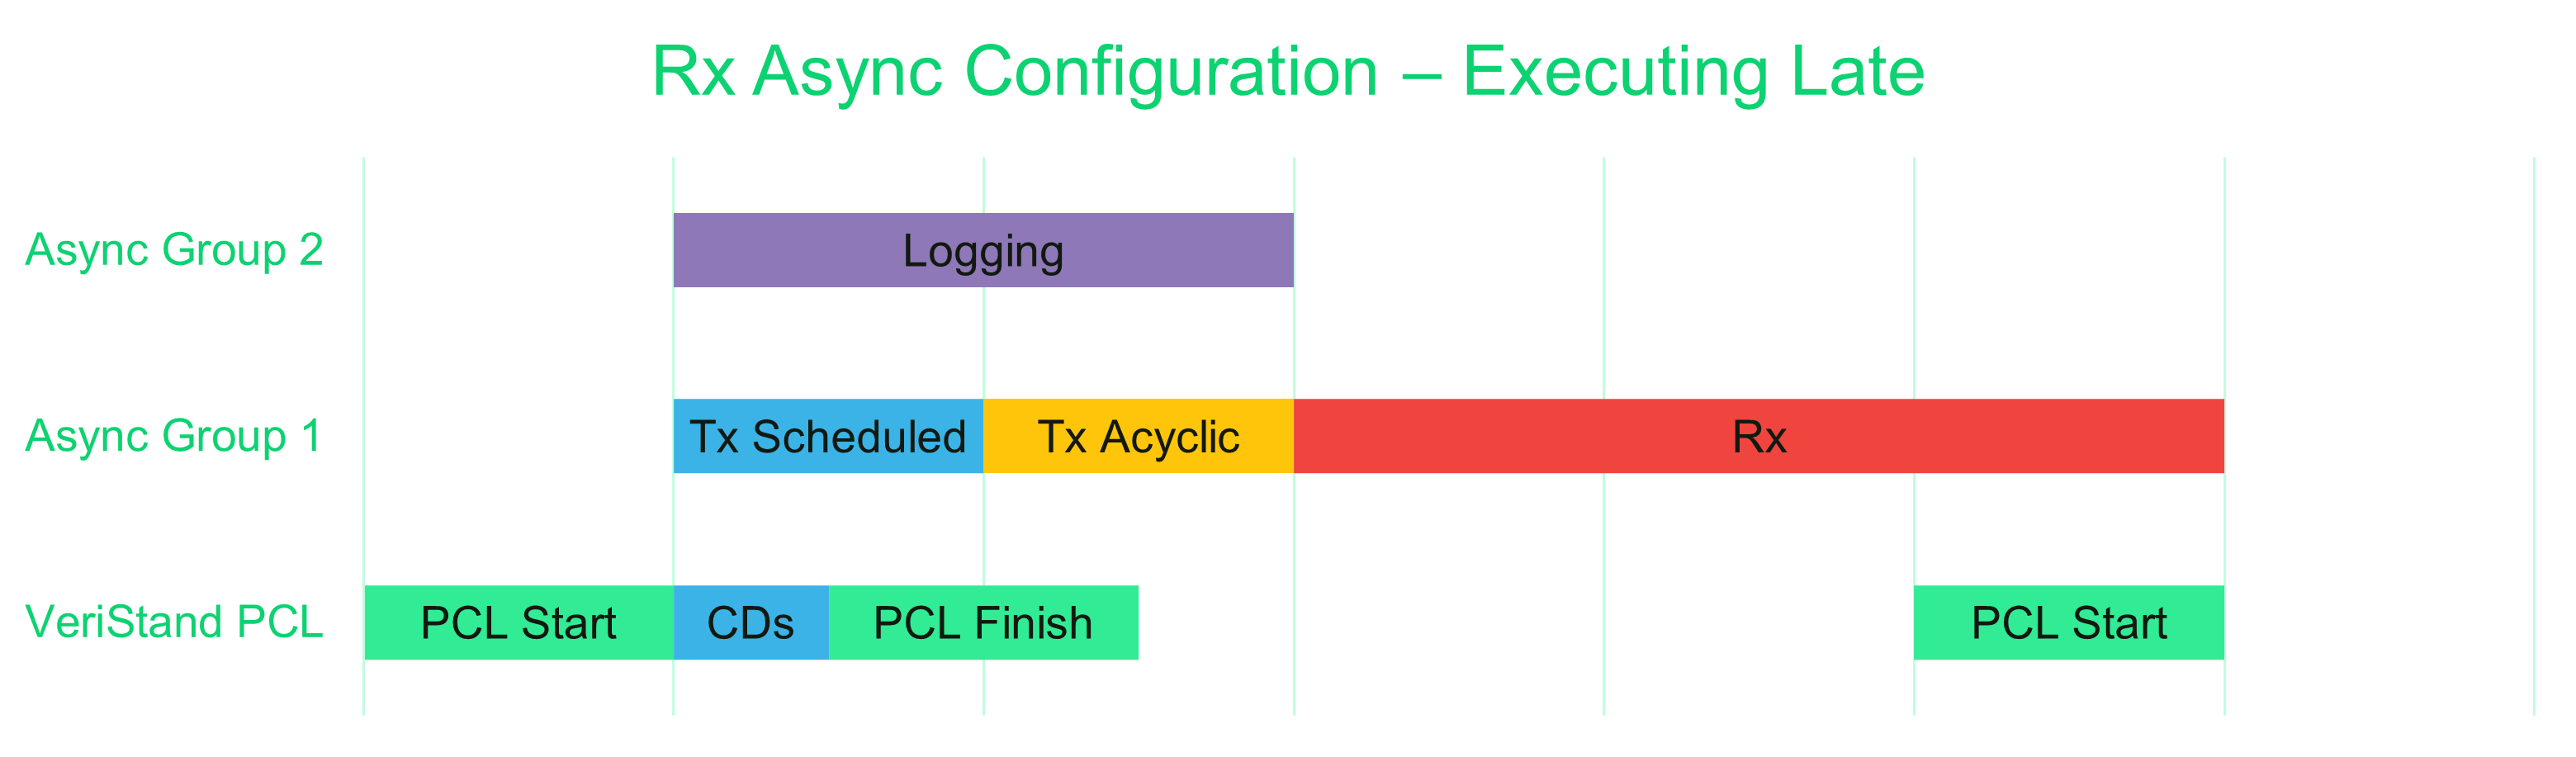 Rx Async Configuration – Executing Late
Async Group 2
Logging
Async Group 1
Tx Scheduled
Tx Acyclic
Rx
VeriStand PCL
PCL Start
CDs
PCL Finish
PCL Start